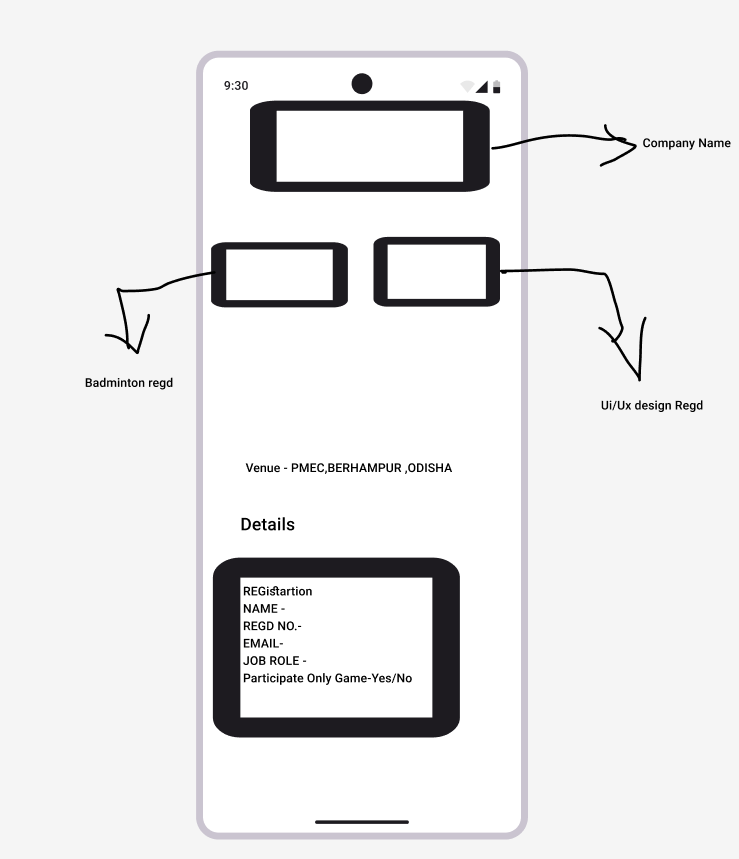 9:30
Company Name
Badminton regd
Ui/Ux design Regd
Venue - PMEC,BERHAMPUR ,ODISHA
Details
REGistartion
NAME -
REGD NO.-
EMAIL-
JOB ROLE -
Participate Only Game-Yes/No